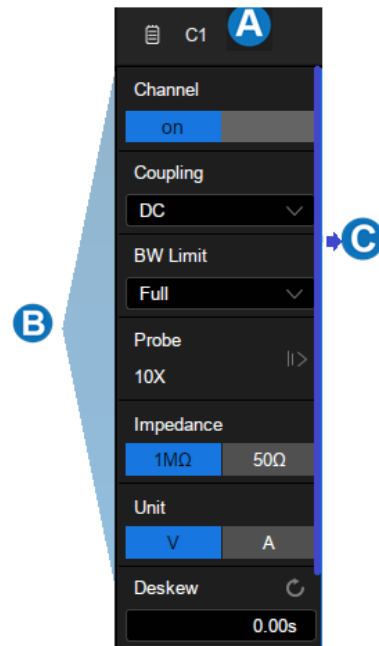 C1 A
Channel
on
Coupling
DC
C
BW Limit
Full
B
Probe
10X
Impedance
1MΩ 50Ω
Unit
V A
Deskew
0.00s